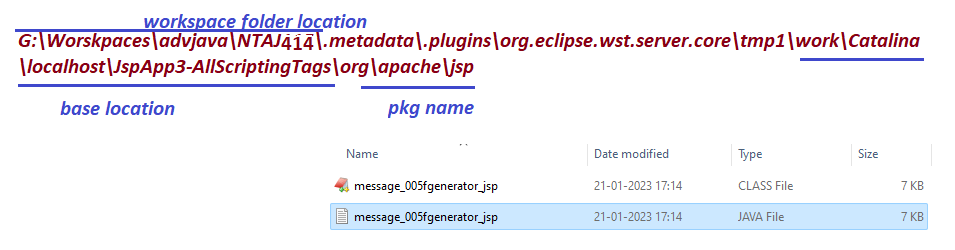 workspace folder location
G:\Worskpaces\advjava\NTAJ414\.metadata\.plugins\org.eclipse.wst.server.core\tmp1\work\Catalina
\localhost\JspApp3-AllScriptingTags\org\apache\jsp
base location pkg name
Name Date modified Type Size
message_005fgenerator_jsp 21-01-2023 17:14 CLASS File 7 KB
message_005fgenerator_jsp 21-01-2023 17:14 JAVA File 7 KB